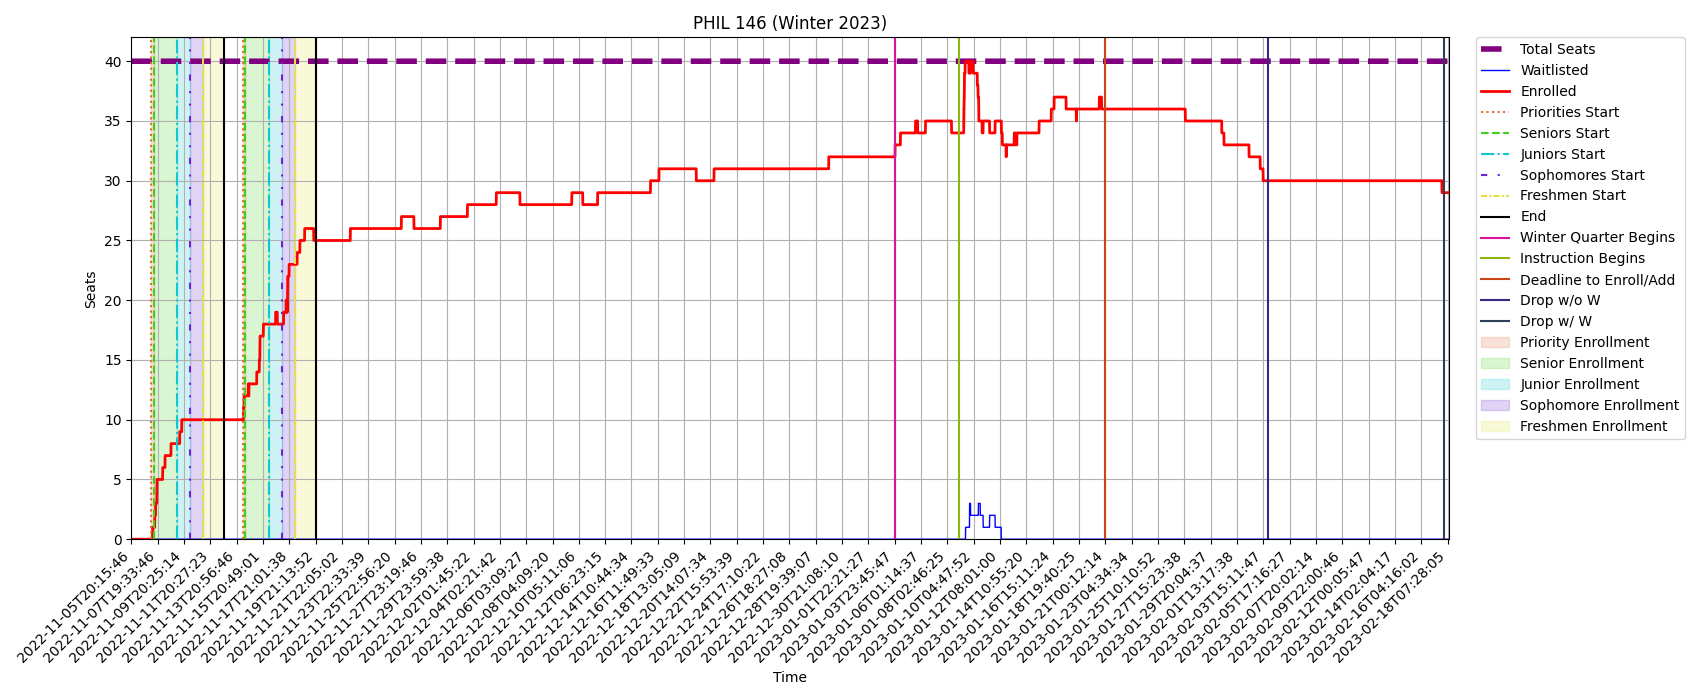 PHIL 146 (Winter 2023)
Seats
40
35
30
25
20
15
10
5
0
2022-11-05T20:15:46
2022-11-07T19:33:46
2022-11-09T20:25:14
2022-11-11T20:27:23
2022-11-13T20:56:46
2022-11-15T20:49:01
2022-11-17T21:01:38
2022-11-19T21:13:52
2022-11-21T22:05:02
2022-11-23T22:33:39
2022-11-25T22:56:20
2022-11-27T23:19:46
2022-11-29T23:59:38
2022-12-02T01:45:22
2022-12-04T02:21:42
2022-12-06T03:09:27
2022-12-08T04:09:20
2022-12-10T05:11:06
2022-12-12T06:23:15
2022-12-14T10:44:34
2022-12-16T11:49:33
2022-12-18T13:05:09
2022-12-20T14:07:34
2022-12-22T15:53:39
2022-12-24T17:10:22
2022-12-26T18:27:08
2022-12-28T19:39:07
2022-12-30T21:08:10
2023-01-01T22:21:27
2023-01-03T23:45:47
2023-01-06T01:14:37
2023-01-08T02:46:25
2023-01-10T04:47:52
2023-01-12T08:01:00
2023-01-14T10:55:20
2023-01-16T15:11:24
2023-01-18T19:40:25
2023-01-21T00:12:14
2023-01-23T04:34:34
2023-01-25T10:10:52
2023-01-27T15:23:38
2023-01-29T20:04:37
2023-02-01T13:17:38
2023-02-03T15:11:47
2023-02-05T17:16:27
2023-02-07T20:02:14
2023-02-09T22:00:46
2023-02-12T00:05:47
2023-02-14T02:04:17
2023-02-16T04:16:02
2023-02-18T07:28:05
Time
Total Seats
Waitlisted
Enrolled
Priorities Start
Seniors Start
Juniors Start
Sophomores Start
Freshmen Start
End
Winter Quarter Begins
Instruction Begins
Deadline to Enroll/Add
Drop w/o W
Drop w/ W
Priority Enrollment
Senior Enrollment
Junior Enrollment
Sophomore Enrollment
Freshmen Enrollment